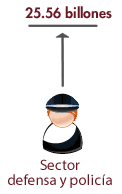 25.56 billones
Sector
defensa y policía